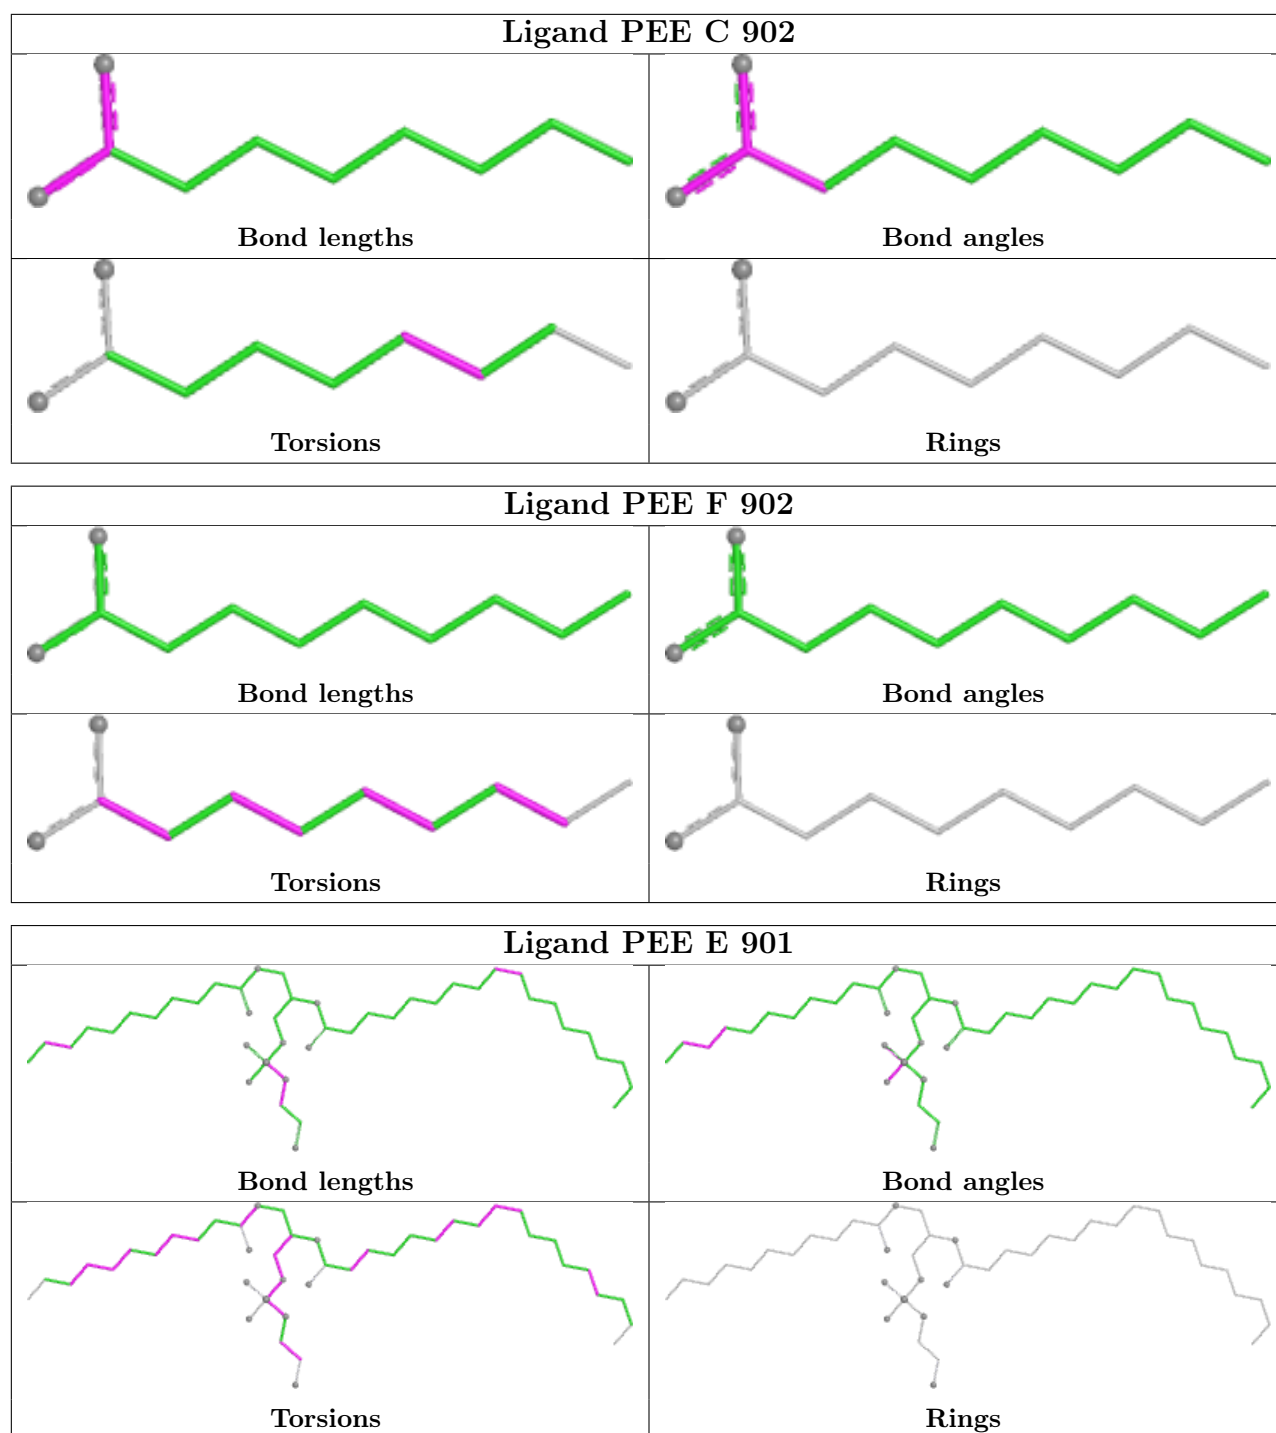 Ligand PEE C 902
Bond lengths
Bond angles
Torsions
Rings
Ligand PEE F 902
Bond lengths
Bond angles
Torsions
Rings
Ligand PEE E 901
Bond lengths
Bond angles
Torsions
Rings